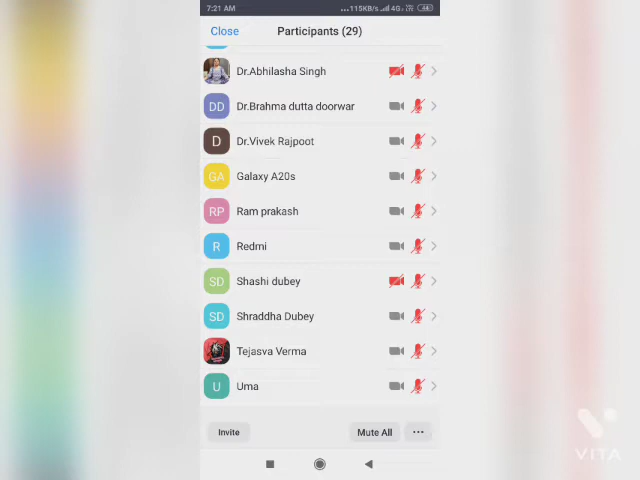 7:21 AM ...115KB/s 4G 44
Close Participants (29)
Dr.Abhilasha Singh
DD Dr.Brahma dutta doorwar
D Dr.Vivek Rajpoot
GA Galaxy A20s
RP Ram prakash
R Redmi
SD Shashi dubey
SD Shraddha Dubey
Tejasva Verma
U Uma
Invite Mute All ...
VITA